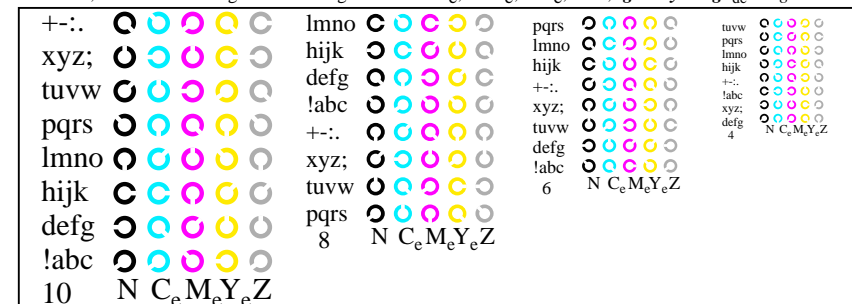 +-:.
xyz;
tuvw
pqrs
lmno
hijk
defg
!abc
10 N CeMeYeZ
lmno
hijk
defg
!abc
+-:.
xyz;
tuvw
pqrs
8 N CeMeYeZ
pqrs
lmno
hijk
+-:.
xyz;
tuvw
defg
!abc
6 N CeMeYeZ
tuvw
pqrs
lmno
hijk
+-:.
!abc
xyz;
defg
4 N CeMeYeZ